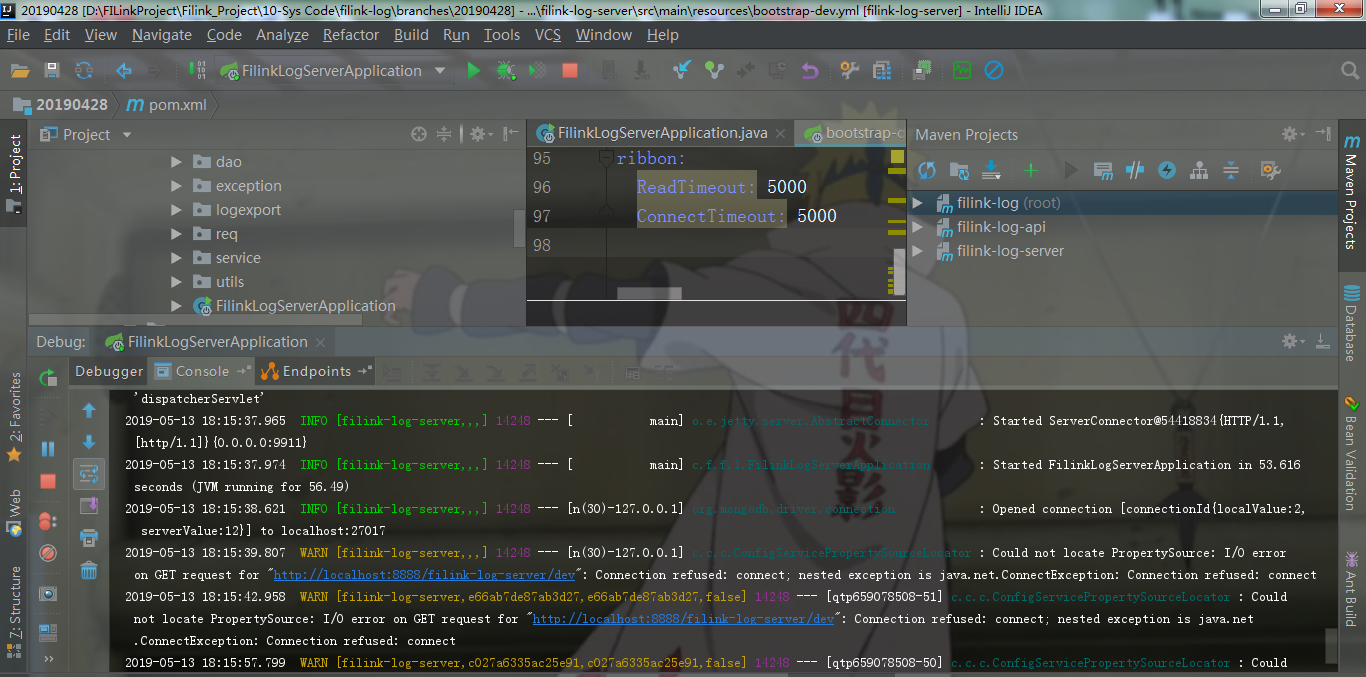 20190428 [D:\FILinkProject\Filink_Project\10-Sys Code\filink-log\branches\20190428] - ...\filink-log-server\src\main\resources\bootstrap-dev.yml [filink-log-server] - IntelliJ IDEA
File Edit View Navigate Code Analyze Refactor Build Run Tools VCS Window Help
FilinkLogServerApplication
20190428 pom.xml
Project
FilinkLogServerApplication.java
bootstrap-c
Maven Projects
1: Project
dao
exception
logexport
req
service
utils
FilinkLogServerApplication
95 ribbon:
96 ReadTimeout: 5000
97 ConnectTimeout: 5000
98
filink-log (root)
filink-log-api
filink-log-server
Maven Projects
Database
Bean Validation
Ant Build
四代目火影
Debug: FilinkLogServerApplication
Debugger Console Endpoints
2: Favorites
Web
7: Structure
'dispatcherServlet'
2019-05-13 18:15:37.965 INFO [filink-log-server,,,] 14248 --- [ main] o.e.jetty.server.AbstractConnector : Started ServerConnector@54418834{HTTP/1.1,
[http/1.1]}{0.0.0.0:9911}
2019-05-13 18:15:37.974 INFO [filink-log-server,,,] 14248 --- [ main] c.f.f.l.FilinkLogServerApplication : Started FilinkLogServerApplication in 53.616
seconds (JVM running for 56.49)
2019-05-13 18:15:38.621 INFO [filink-log-server,,,] 14248 --- [n(30)-127.0.0.1] org.mongodb.driver.connection : Opened connection [connectionId{localValue:2,
serverValue:12}] to localhost:27017
2019-05-13 18:15:39.807 WARN [filink-log-server,,,] 14248 --- [n(30)-127.0.0.1] c.c.c.ConfigServicePropertySourceLocator : Could not locate PropertySource: I/O error
on GET request for "http://localhost:8888/filink-log-server/dev": Connection refused: connect; nested exception is java.net.ConnectException: Connection refused: connect
2019-05-13 18:15:42.958 WARN [filink-log-server,e66ab7de87ab3d27,e66ab7de87ab3d27,false] 14248 --- [qtp659078508-51] c.c.c.ConfigServicePropertySourceLocator : Could
not locate PropertySource: I/O error on GET request for "http://localhost:8888/filink-log-server/dev": Connection refused: connect; nested exception is java.net
.ConnectException: Connection refused: connect
2019-05-13 18:15:57.799 WARN [filink-log-server,c027a6335ac25e91,c027a6335ac25e91,false] 14248 --- [qtp659078508-50] c.c.c.ConfigServicePropertySourceLocator : Could